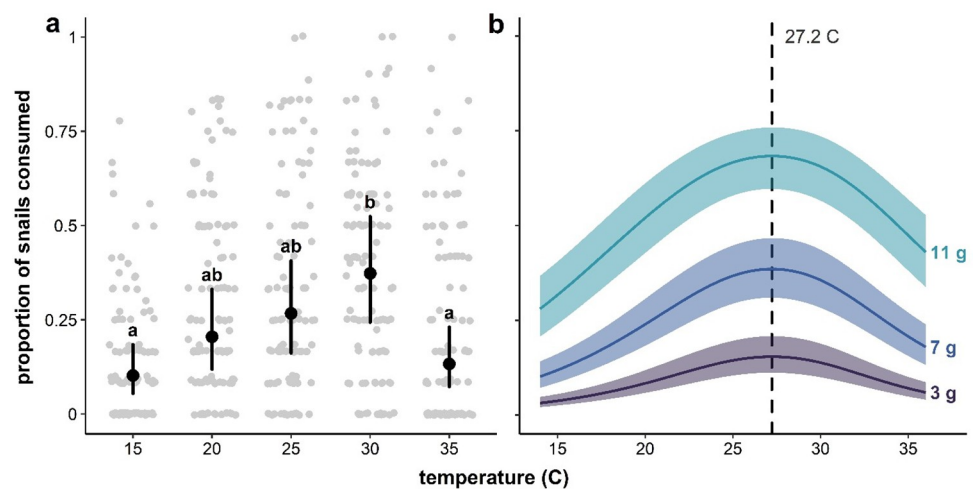 a
b
27.2 C
proportion of snails consumed
1
0.75
0.5
0.25
0
a
ab
ab
b
a
11 g
7 g
3 g
15 20 25 30 35
15 20 25 30 35
temperature (C)